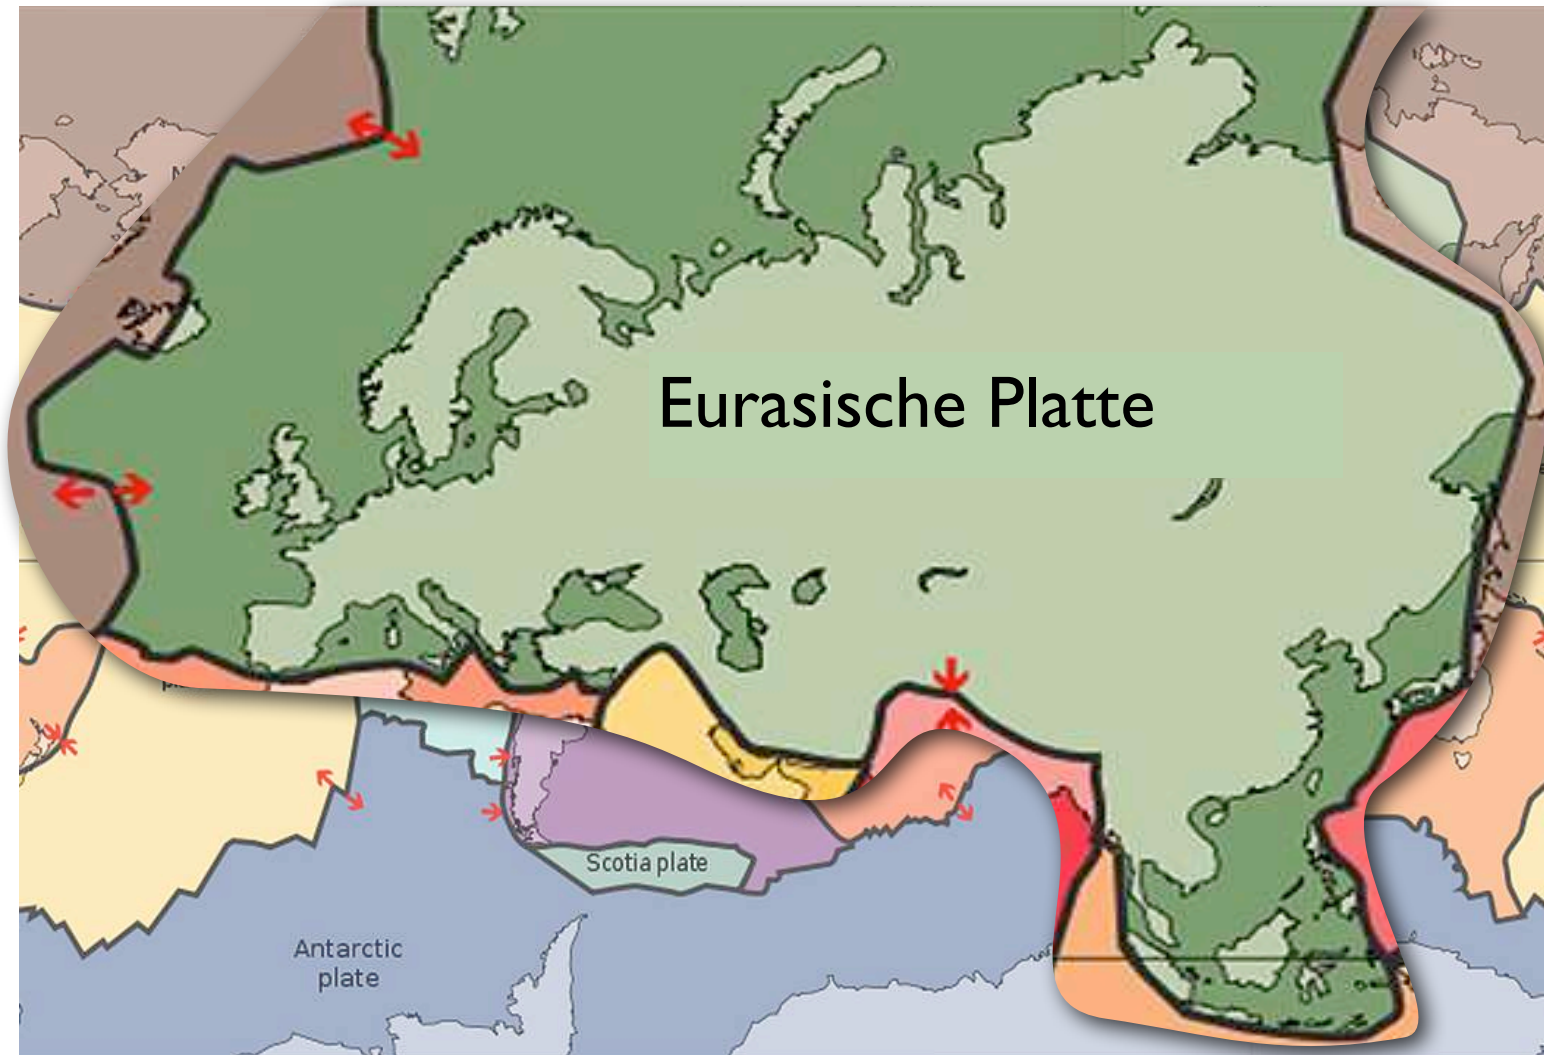 Eurasische Platte
Scotia plate
Antarctic
plate